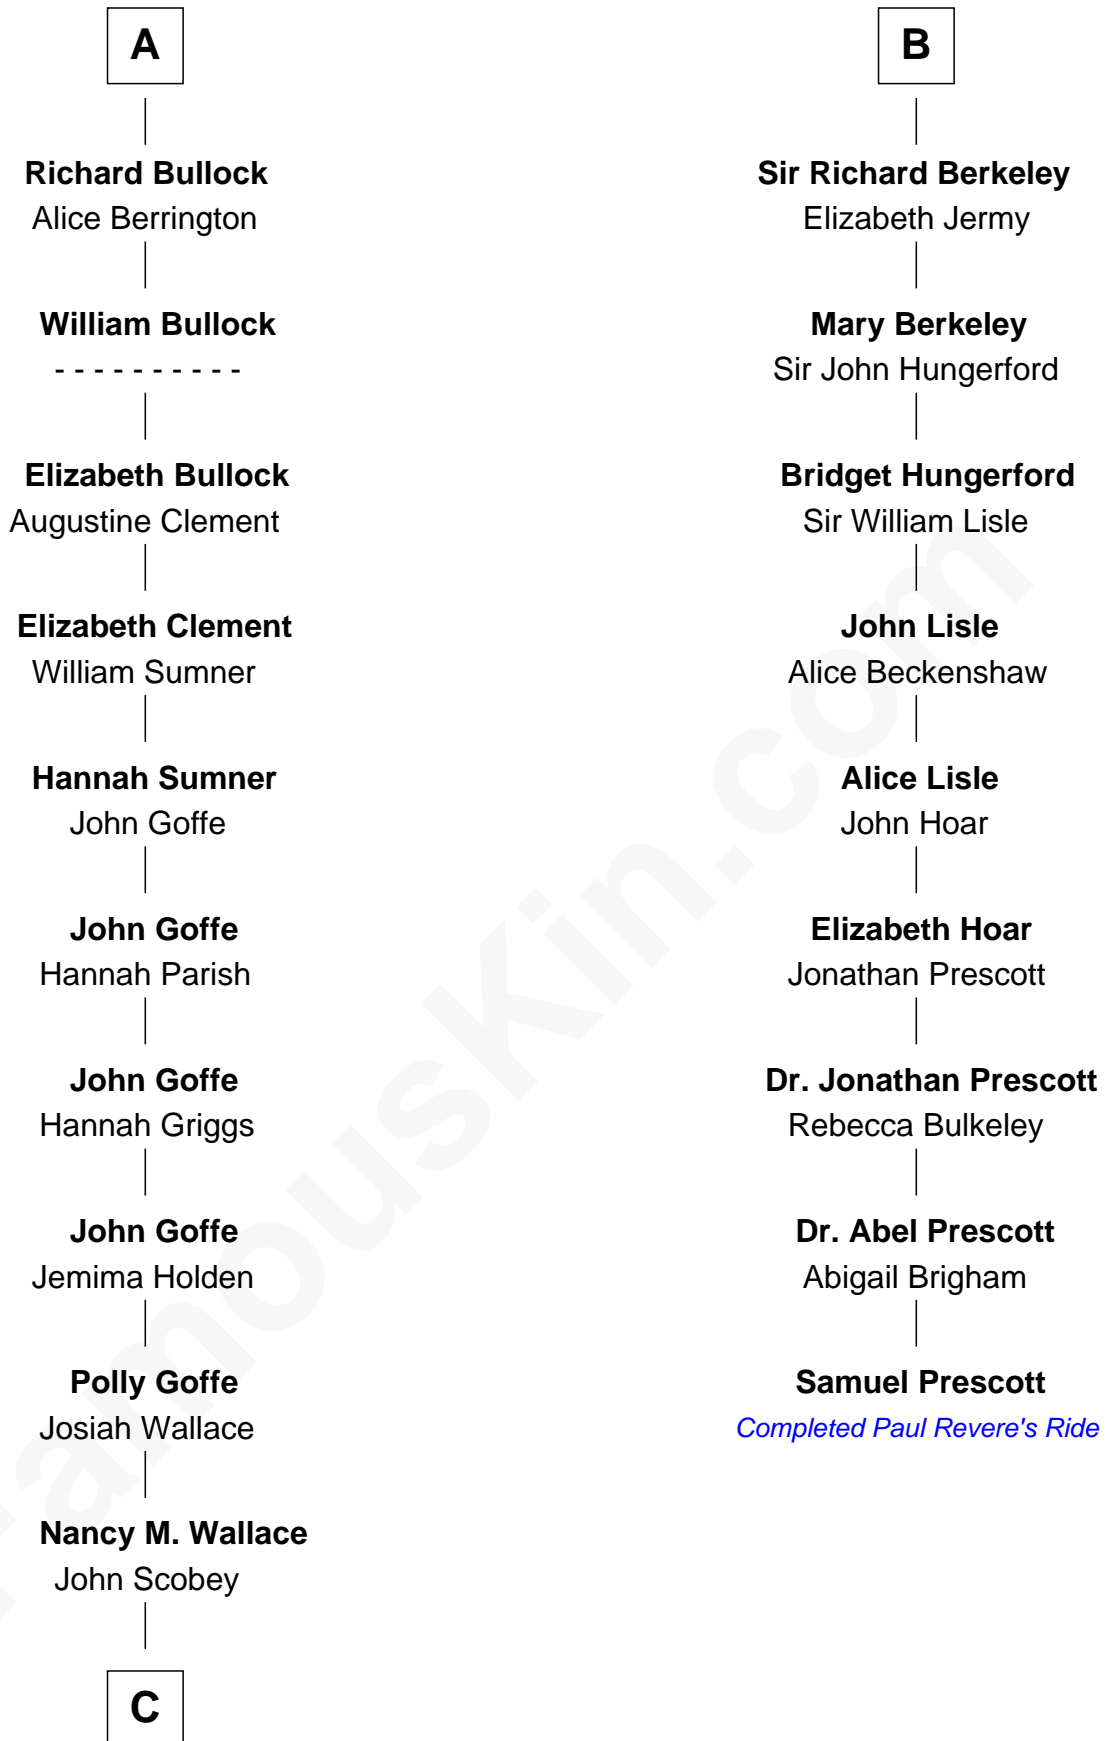 A
Richard Bullock
Alice Berrington
William Bullock
- - - - - - - - - -
Elizabeth Bullock
Augustine Clement
Elizabeth Clement
William Sumner
Hannah Sumner
John Goffe
John Goffe
Hannah Parish
John Goffe
Hannah Griggs
John Goffe
Jemima Holden
Polly Goffe
Josiah Wallace
Nancy M. Wallace
John Scobey
C
B
Sir Richard Berkeley
Elizabeth Jermy
Mary Berkeley
Sir John Hungerford
Bridget Hungerford
Sir William Lisle
John Lisle
Alice Beckenshaw
Alice Lisle
John Hoar
Elizabeth Hoar
Jonathan Prescott
Dr. Jonathan Prescott
Rebecca Bulkeley
Dr. Abel Prescott
Abigail Brigham
Samuel Prescott
Completed Paul Revere's Ride
FamousKin.com